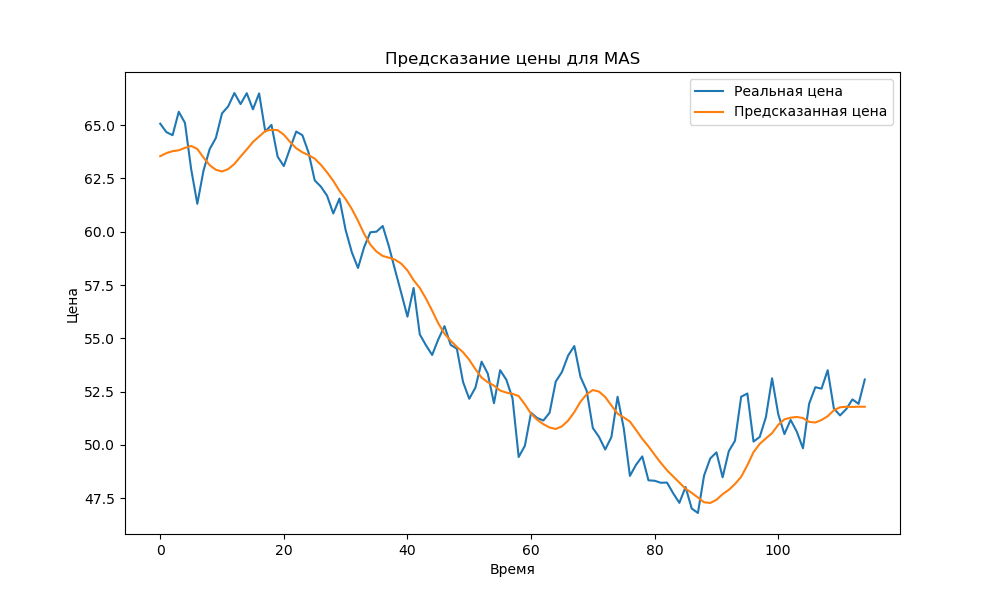 Предсказание цены для MAS
Реальная цена
Предсказанная цена
Цена
65.0
62.5
60.0
57.5
55.0
52.5
50.0
47.5
0 20 40 60 80 100
Время